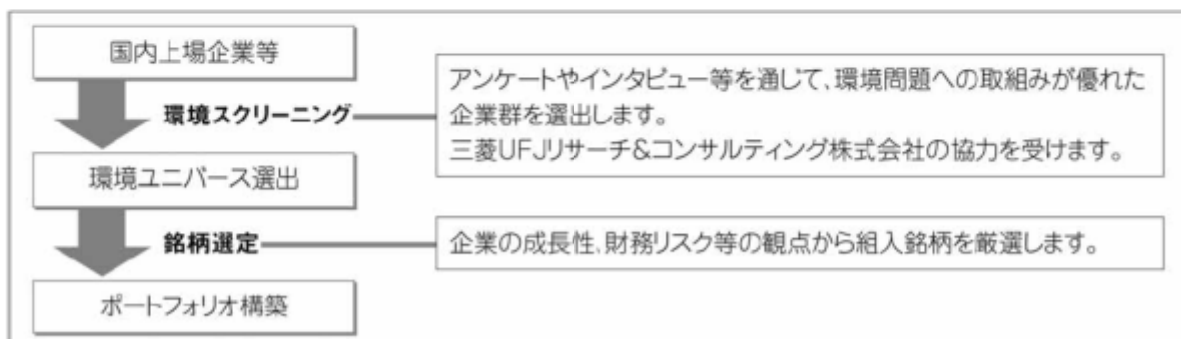 国内上場企業等
環境スクリーニング
アンケートやインタビュー等を通じて、環境問題への取組みが優れた
企業群を選出します。
三菱UFJリサーチ&コンサルティング株式会社の協力を受けます。
環境ユニバース選出
銘柄選定
企業の成長性、財務リスク等の観点から組入銘柄を厳選します。
ポートフォリオ構築